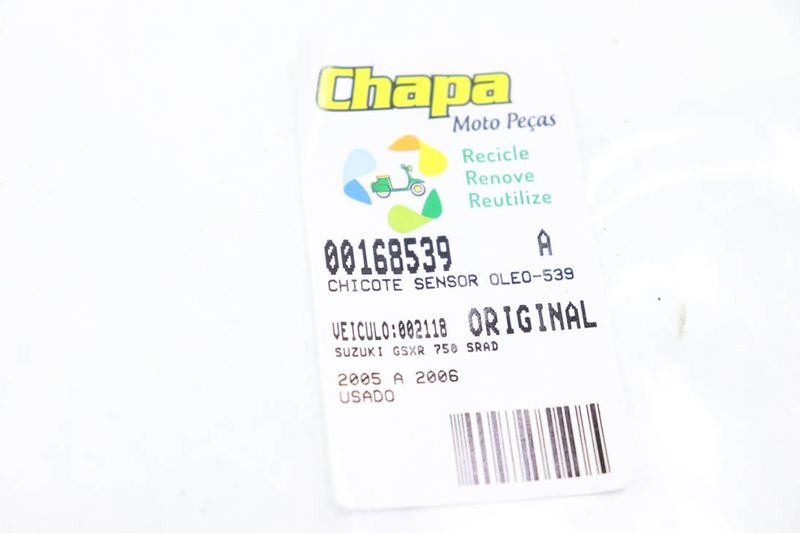 Chapa
Moto Peças
Recicle
Renove
Reutilize
00168539 A
CHICOTE SENSOR OLEO-539
VEICULO:002118 ORIGINAL
SUZUKI GSXR 750 SRAD
2005 A 2006
USADO